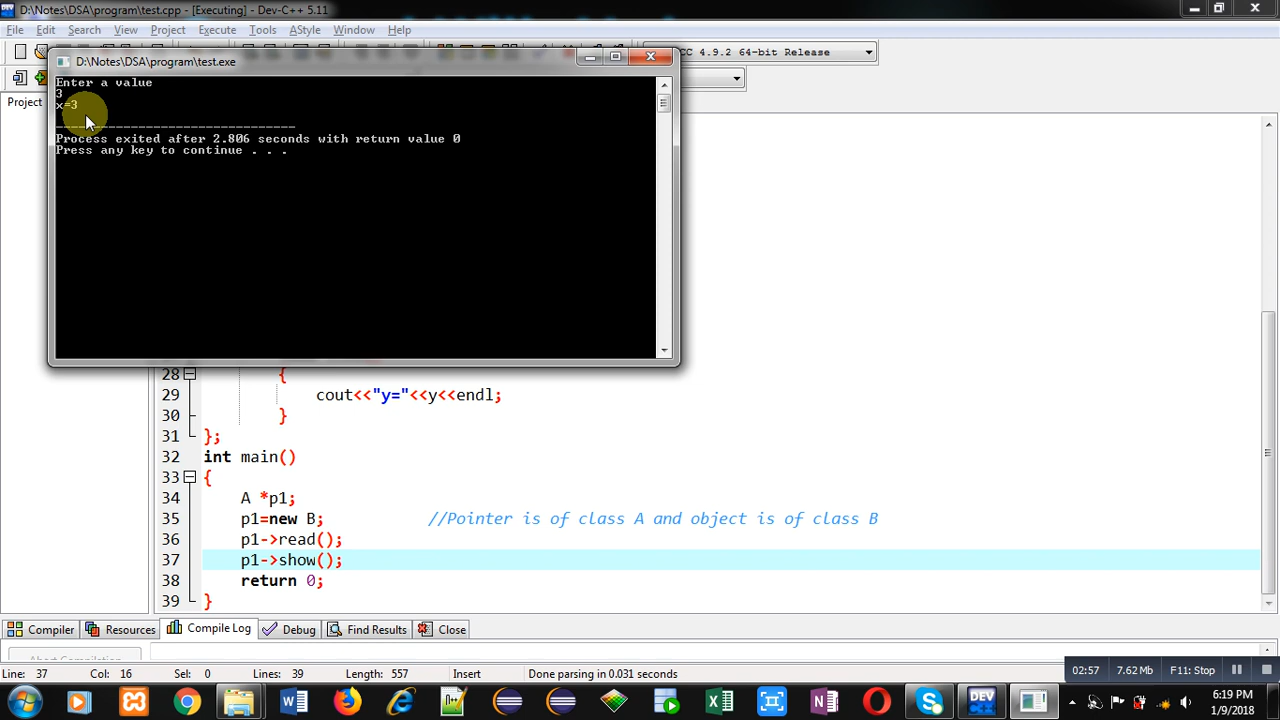 D:\Notes\DSA\program\test.cpp - [Executing] - Dev-C++ 5.11
File Edit Search View Project Execute Tools AStyle Window Help
CC 4.9.2 64-bit Release
D:\Notes\DSA\program\test.exe
Enter a value
3
x=3
--------------------------------
Process exited after 2.806 seconds with return value 0
Press any key to continue . . .
Project
28 {
29 cout<<"y="<<y<<endl;
30 }
31 };
32 int main()
33 {
34 A *p1;
35 p1=new B; //Pointer is of class A and object is of class B
36 p1->read();
37 p1->show();
38 return 0;
39 }
Compiler Resources Compile Log Debug Find Results Close
Abort Compilation
Line: 37 Col: 16 Sel: 0 Lines: 39 Length: 557 Insert Done parsing in 0.031 seconds
02:57 7.62 Mb F11: Stop
6:19 PM
1/9/2018